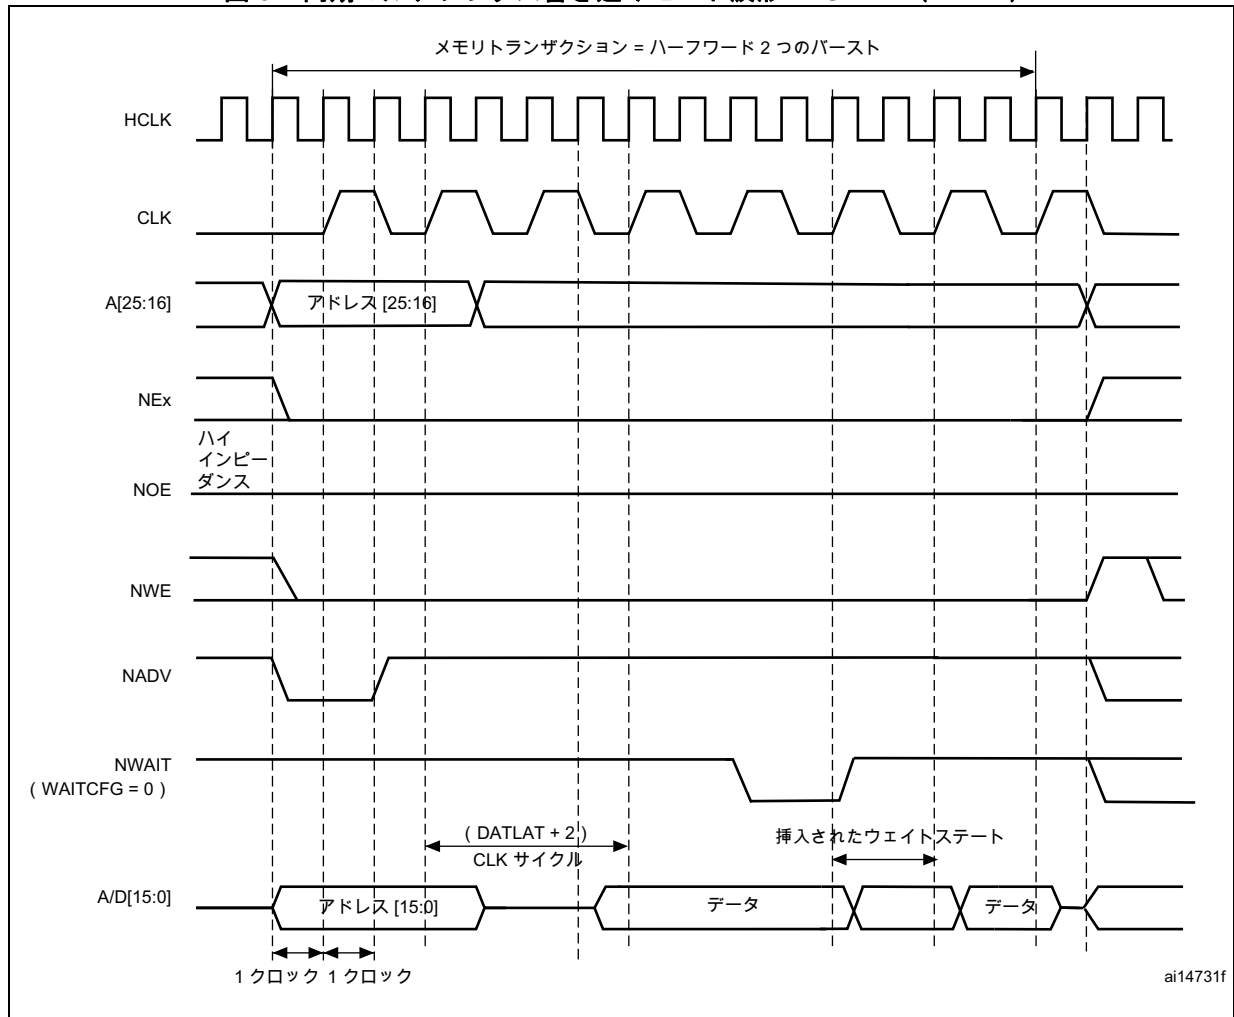 メモリトランザクション = ハーフワード 2 つのバースト
HCLK
CLK
A[25:16]
アドレス [25:16]
NEx
ハイ
インピー
ダンス
NOE
NWE
NADV
NWAIT
( WAITCFG = 0 )
( DATLAT + 2 )
CLK サイクル
挿入されたウェイトステート
A/D[15:0]
アドレス [15:0]
データ
データ
1 クロック
1 クロック
ai14731f